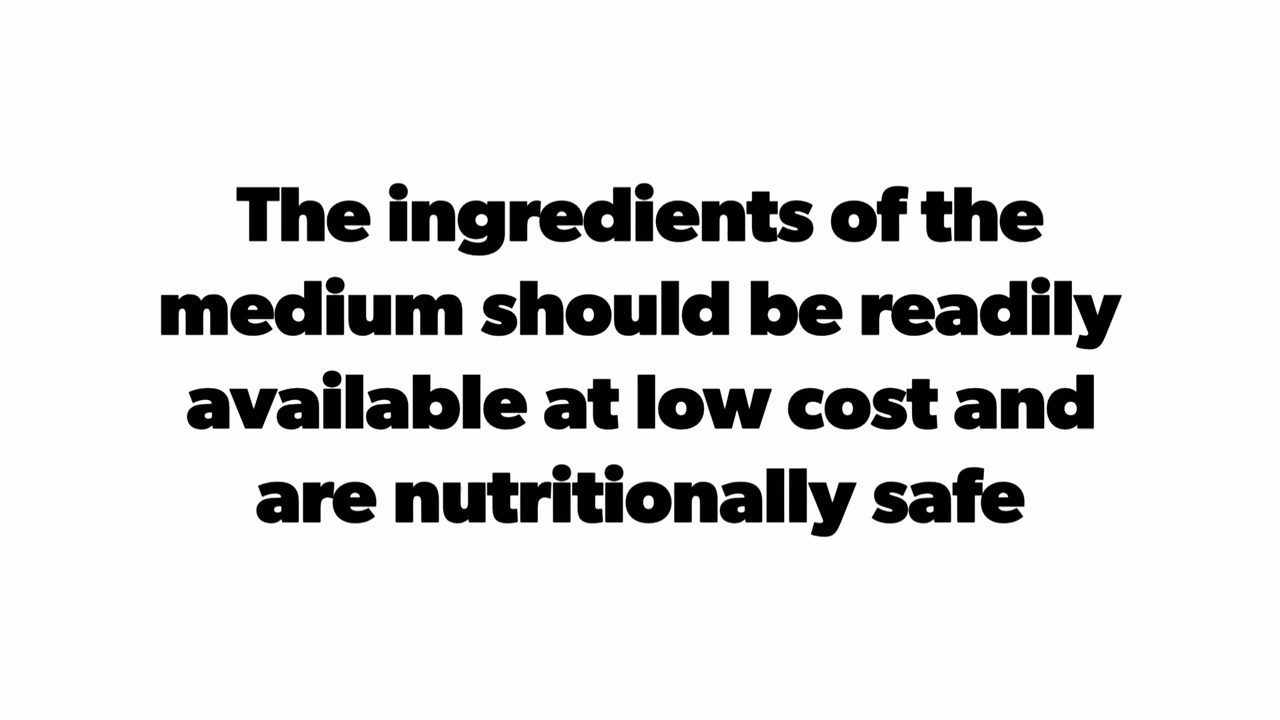 The ingredients of the
medium should be readily
available at low cost and
are nutritionally safe